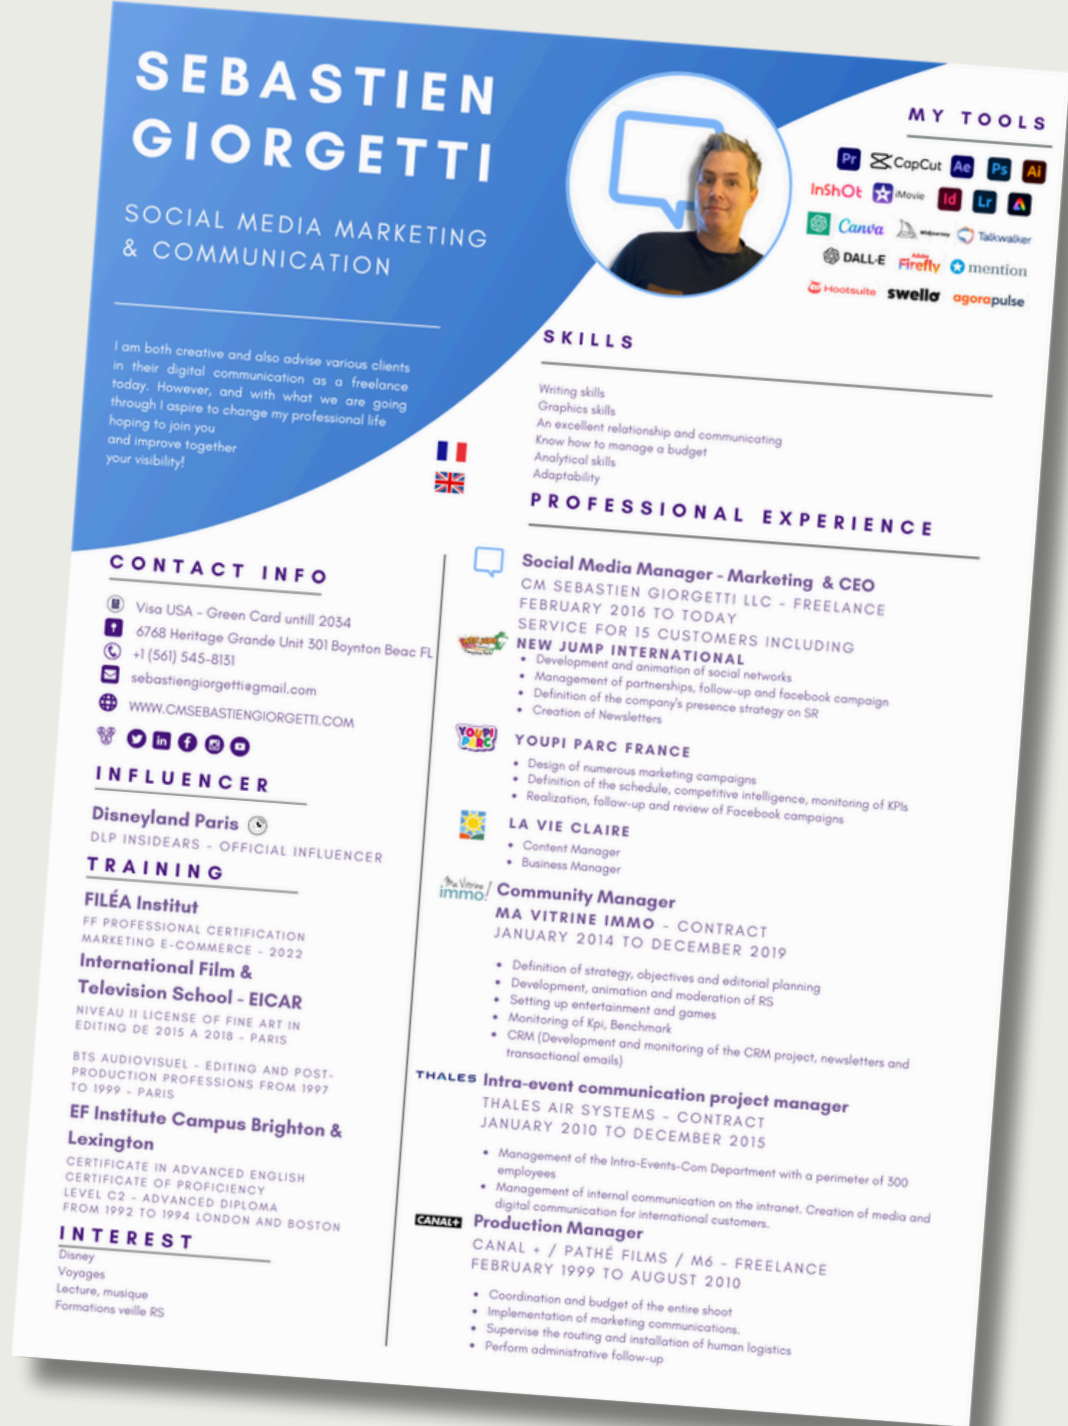 SEBASTIEN
GIORGETTI
SOCIAL MEDIA MARKETING
& COMMUNICATION
I am both creative and also advise various clients
in their digital communication as a freelance
today. However, and with what we are going
through I aspire to change my professional life
hoping to join you
and improve together
your visibility!
MY TOOLS
Pr CapCut Ae Ps Ai
InShOt iMovie Id Lr
Canva Midjourney Talkwalker
DALL·E Adobe Firefly mention
Hootsuite swello agorapulse
SKILLS
Writing skills
Graphics skills
An excellent relationship and communicating
Know how to manage a budget
Analytical skills
Adaptability
CONTACT INFO
Visa USA - Green Card untill 2034
6768 Heritage Grande Unit 301 Boynton Beac FL
+1 (561) 545-8131
sebastiengiorgetti@gmail.com
WWW.CMSEBASTIENGIORGETTI.COM
in f
INFLUENCER
Disneyland Paris
DLP INSIDEARS - OFFICIAL INFLUENCER
TRAINING
FILÉA Institut
FF PROFESSIONAL CERTIFICATION
MARKETING E-COMMERCE - 2022
International Film &
Television School - EICAR
NIVEAU II LICENSE OF FINE ART IN
EDITING DE 2015 A 2018 - PARIS
BTS AUDIOVISUEL - EDITING AND POST-
PRODUCTION PROFESSIONS FROM 1997
TO 1999 - PARIS
EF Institute Campus Brighton &
Lexington
CERTIFICATE IN ADVANCED ENGLISH
CERTIFICATE OF PROFICIENCY
LEVEL C2 - ADVANCED DIPLOMA
FROM 1992 TO 1994 LONDON AND BOSTON
INTEREST
Disney
Voyages
Lecture, musique
Formations veille RS
PROFESSIONAL EXPERIENCE
Social Media Manager - Marketing & CEO
CM SEBASTIEN GIORGETTI LLC - FREELANCE
FEBRUARY 2016 TO TODAY
SERVICE FOR 15 CUSTOMERS INCLUDING
NEW JUMP INTERNATIONAL
• Development and animation of social networks
• Management of partnerships, follow-up and facebook campaign
• Definition of the company's presence strategy on SR
• Creation of Newsletters
YOUPI PARC
YOUPI PARC FRANCE
• Design of numerous marketing campaigns
• Definition of the schedule, competitive intelligence, monitoring of KPIs
• Realization, follow-up and review of Facebook campaigns
LA VIE CLAIRE
• Content Manager
• Business Manager
Ma Vitrine immo!
Community Manager
MA VITRINE IMMO - CONTRACT
JANUARY 2014 TO DECEMBER 2019
• Definition of strategy, objectives and editorial planning
• Development, animation and moderation of RS
• Setting up entertainment and games
• Monitoring of Kpi, Benchmark
• CRM (Development and monitoring of the CRM project, newsletters and
transactional emails)
THALES
Intra-event communication project manager
THALES AIR SYSTEMS - CONTRACT
JANUARY 2010 TO DECEMBER 2015
• Management of the Intra-Events-Com Department with a perimeter of 300
employees
• Management of internal communication on the intranet. Creation of media and
digital communication for international customers.
CANAL+
Production Manager
CANAL + / PATHÉ FILMS / M6 - FREELANCE
FEBRUARY 1999 TO AUGUST 2010
• Coordination and budget of the entire shoot
• Implementation of marketing communications.
• Supervise the routing and installation of human logistics
• Perform administrative follow-up